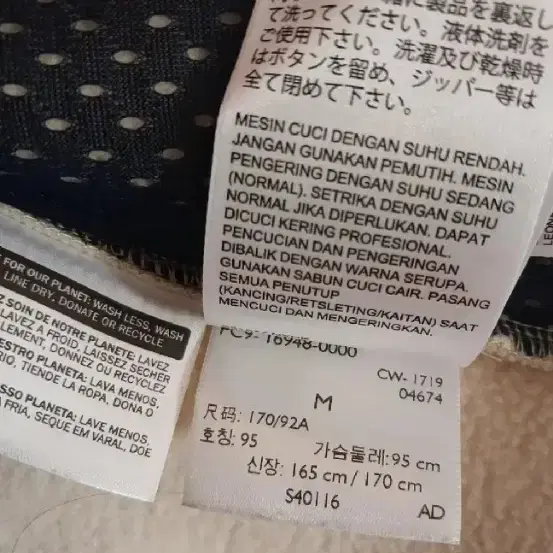 て洗ってください。液体洗剤を
ご使用下さい。洗濯及び乾燥時
はボタンを留め、ジッパー等は
全て閉めて下さい。
MESIN CUCI DENGAN SUHU RENDAH.
JANGAN GUNAKAN PEMUTIH. MESIN
PENGERING DENGAN SUHU SEDANG
(NORMAL). SETRIKA DENGAN SUHU
NORMAL JIKA DIPERLUKAN. DAPAT
DICUCI KERING PROFESIONAL.
PENCUCIAN DAN PENGERINGAN
DIBALIK DENGAN WARNA SERUPA.
GUNAKAN SABUN CUCI CAIR. PASANG
SEMUA PENUTUP
(KANCING/RETSLETING/KAITAN) SAAT
MENCUCI DAN MENGERINGKAN.
FOR OUR PLANET: WASH LESS, WASH
LINE DRY, DONATE OR RECYCLE
SOIN DE NOTRE PLANETE: LAVEZ
LAVEZ A FROID, LAISSEZ SECHER
DONNEZ OU RECYCLEZ
PLANETA: LAVA MENOS,
TIENDE LA ROPA, DONA O
PLANETA: LAVE MENOS,
FRIA, SEQUE EM VARAL, DOE
PC9-16948-0000
CW-1719
04674
M
尺码: 170/92A
호칭: 95 가슴둘레:95 cm
신장: 165 cm / 170 cm
S40116 AD